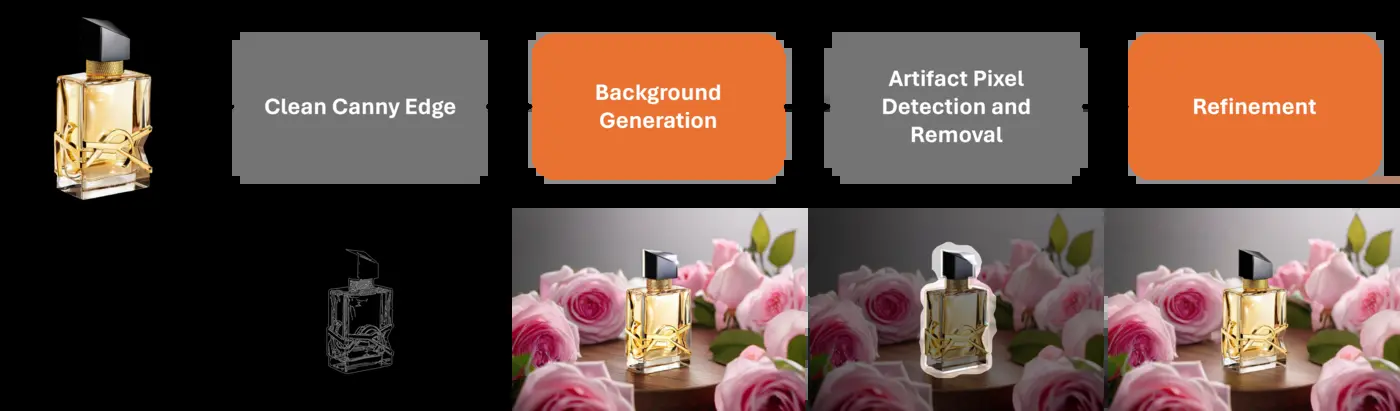 Clean Canny Edge
Background
Generation
Artifact Pixel
Detection and
Removal
Refinement